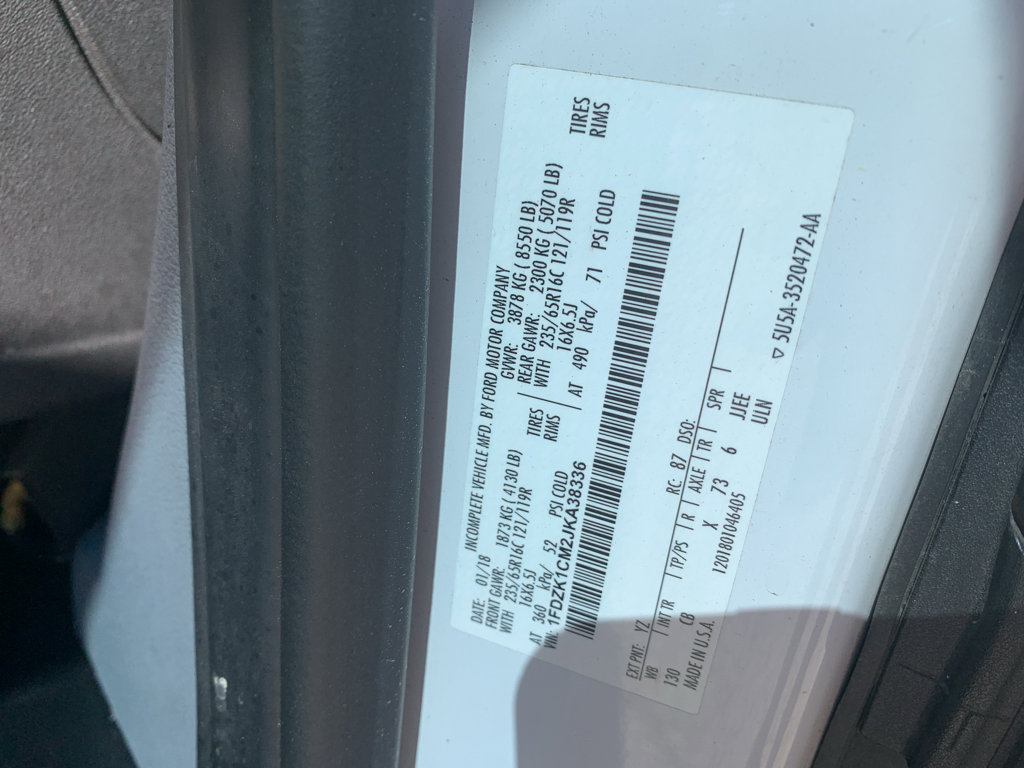 INCOMPLETE VEHICLE MFD. BY FORD MOTOR COMPANY
DATE: 01/18 GVWR: 3878 KG ( 8550 LB)
FRONT GAWR: 1873 KG ( 4130 LB) REAR GAWR: 2300 KG ( 5070 LB)
WITH 235/65R16C 121/119R TIRES WITH 235/65R16C 121/119R TIRES
16X6.5J RIMS 16X6.5J RIMS
AT 360 kPa/ 52 PSI COLD AT 490 kPa/ 71 PSI COLD
VIN: 1FDZK1CM2JKA38336
EXT PNT: YZ RC: 87 DSO:
WB INT TR TP/PS R AXLE TR SPR
130 CB X 73 6 JEE
MADE IN U.S.A. 1201801046405 ULN
5U5A-3520472-AA